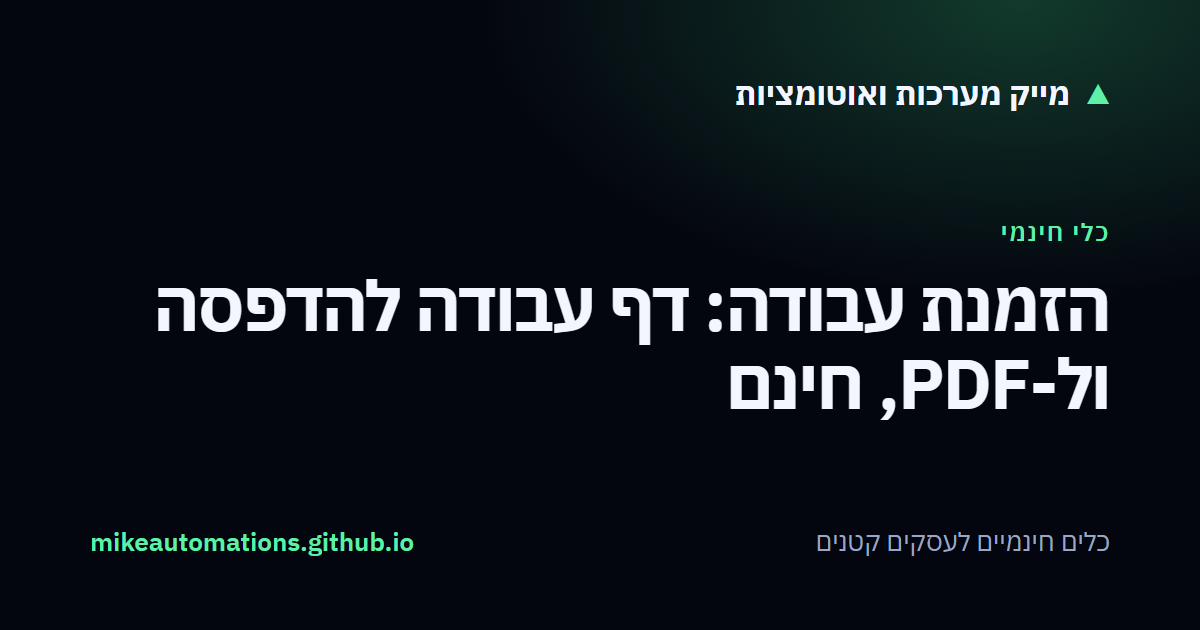 מייק מערכות ואוטומציות
כלי חינמי
הזמנת עבודה: דף עבודה להדפסה
ול-PDF, חינם
כלים חינמיים לעסקים קטנים
mikeautomations.github.io